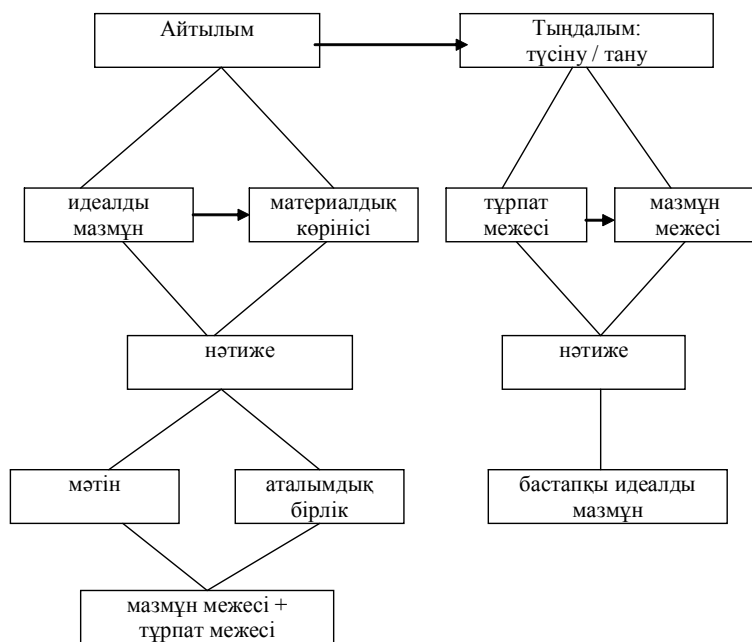 Айтылым
Тыңдалым:
түсіну / тану
идеалды
мазмұн
материалдық
көрінісі
тұрпат
межесі
мазмұн
межесі
нәтиже
нәтиже
мәтін
аталымдық
бірлік
бастапқы идеалды
мазмұн
мазмұн межесі +
тұрпат межесі